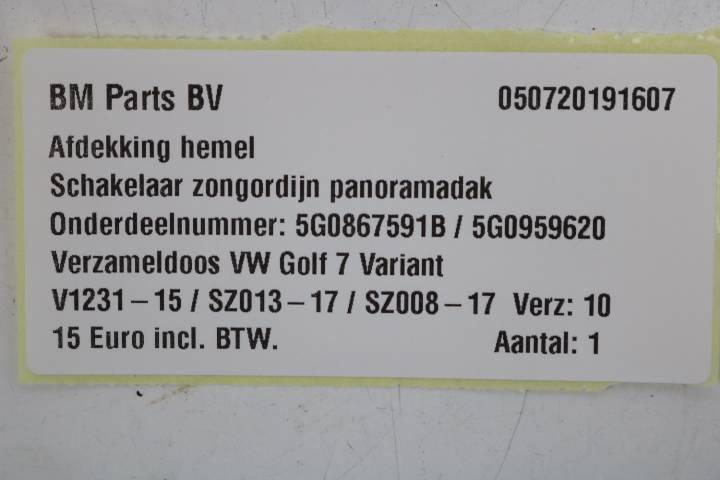 BM Parts BV 050720191607
Afdekking hemel
Schakelaar zongordijn panoramadak
Onderdeelnummer: 5G0867591B / 5G0959620
Verzameldoos VW Golf 7 Variant
V1231 – 15 / SZ013 – 17 / SZ008 – 17 Verz: 10
15 Euro incl. BTW. Aantal: 1